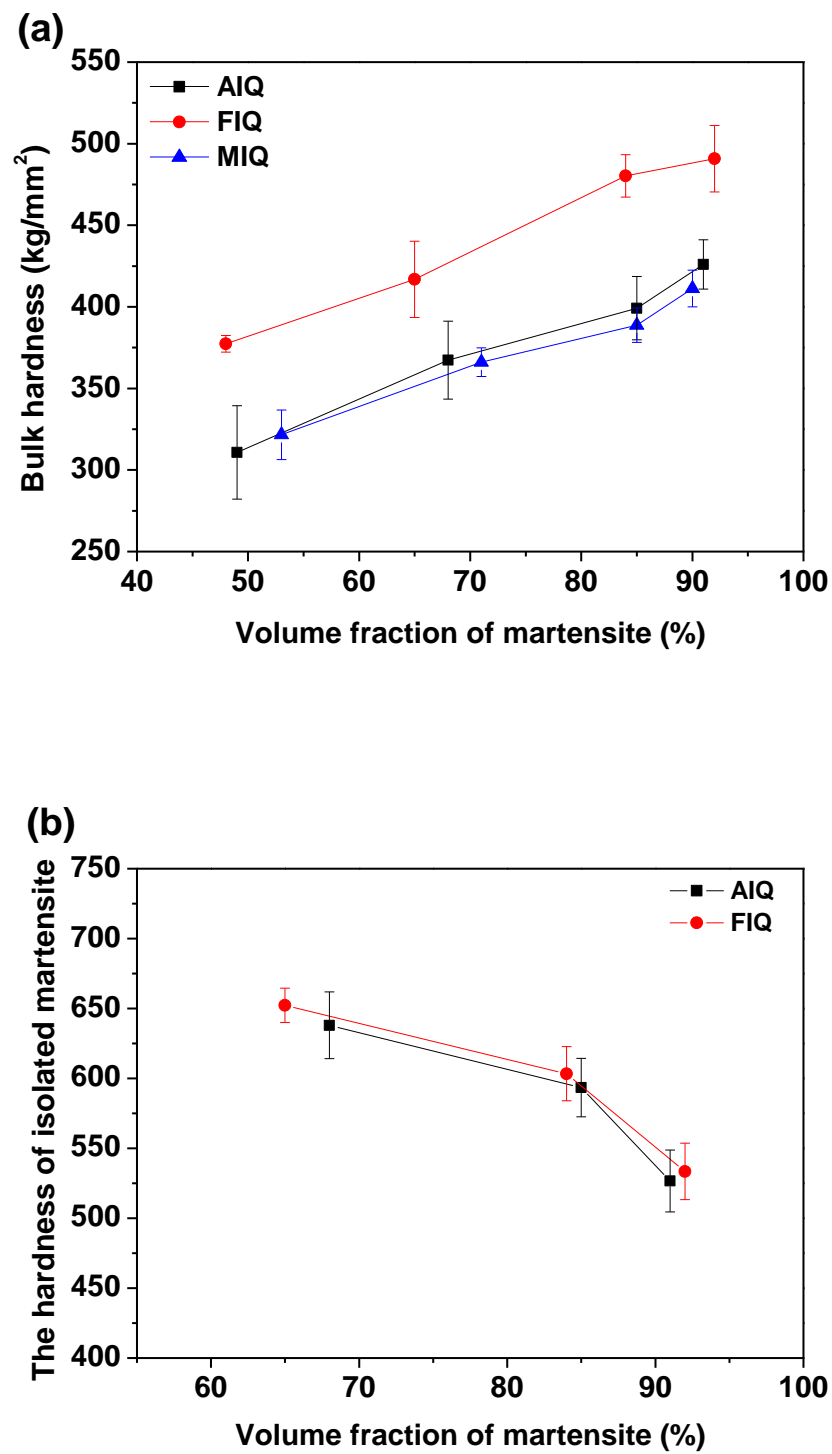 (a)
550
500
450
400
350
300
250
AIQ
FIQ
MIQ
Bulk hardness (kg/mm²)
40 50 60 70 80 90 100
Volume fraction of martensite (%)
(b)
750
700
650
600
550
500
450
400
AIQ
FIQ
The hardness of isolated martensite
60 70 80 90 100
Volume fraction of martensite (%)